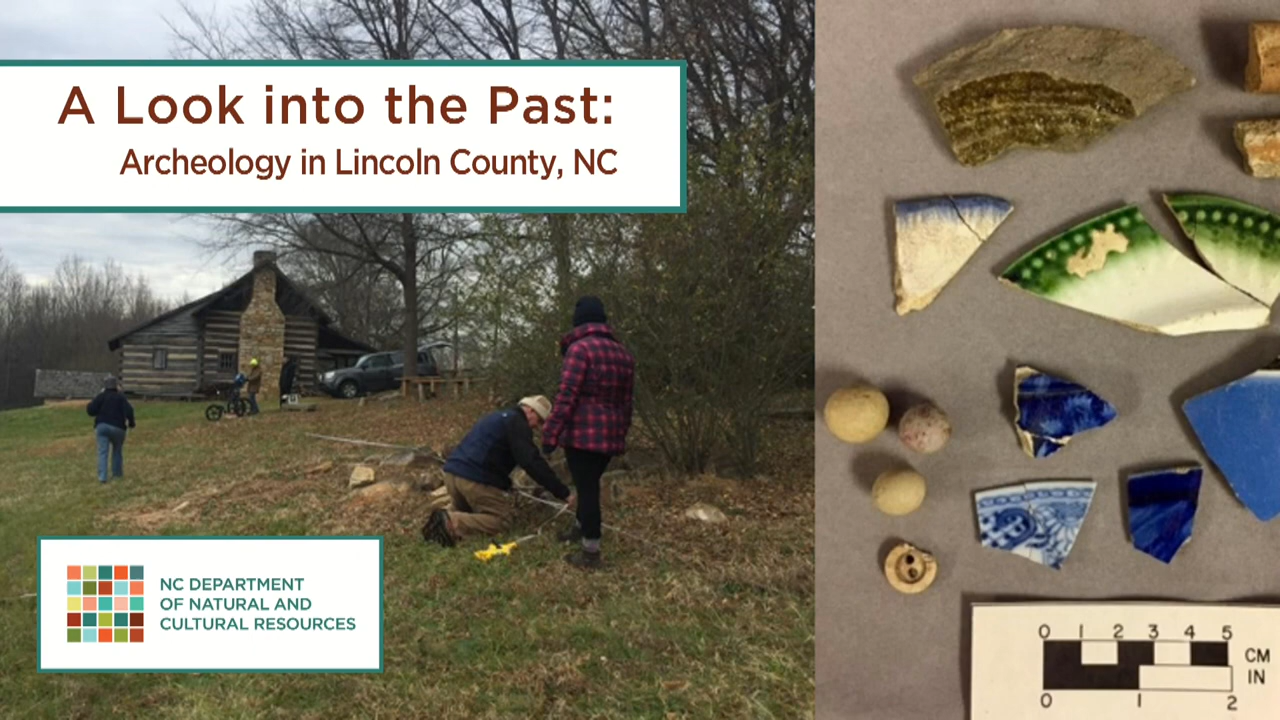 A Look into the Past:
Archeology in Lincoln County, NC
NC DEPARTMENT
OF NATURAL AND
CULTURAL RESOURCES
0 1 2 3 4 5
CM
IN
0 1 2